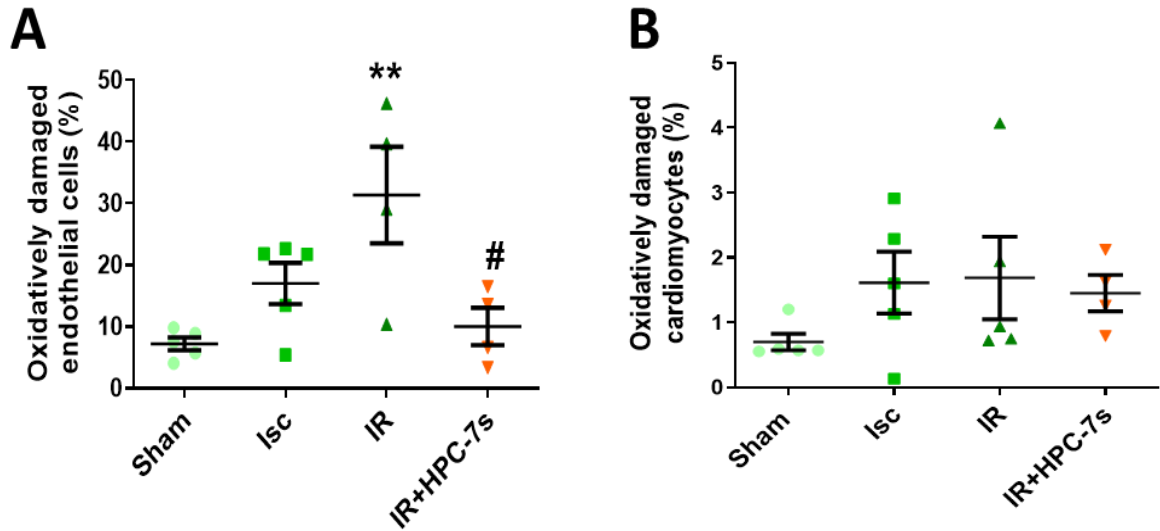 A
Oxidatively damaged
endothelial cells (%)
50
40
30
20
10
0
**
#
Sham
Isc
IR
IR+HPC-7s
B
Oxidatively damaged
cardiomyocytes (%)
5
4
3
2
1
0
Sham
Isc
IR
IR+HPC-7s